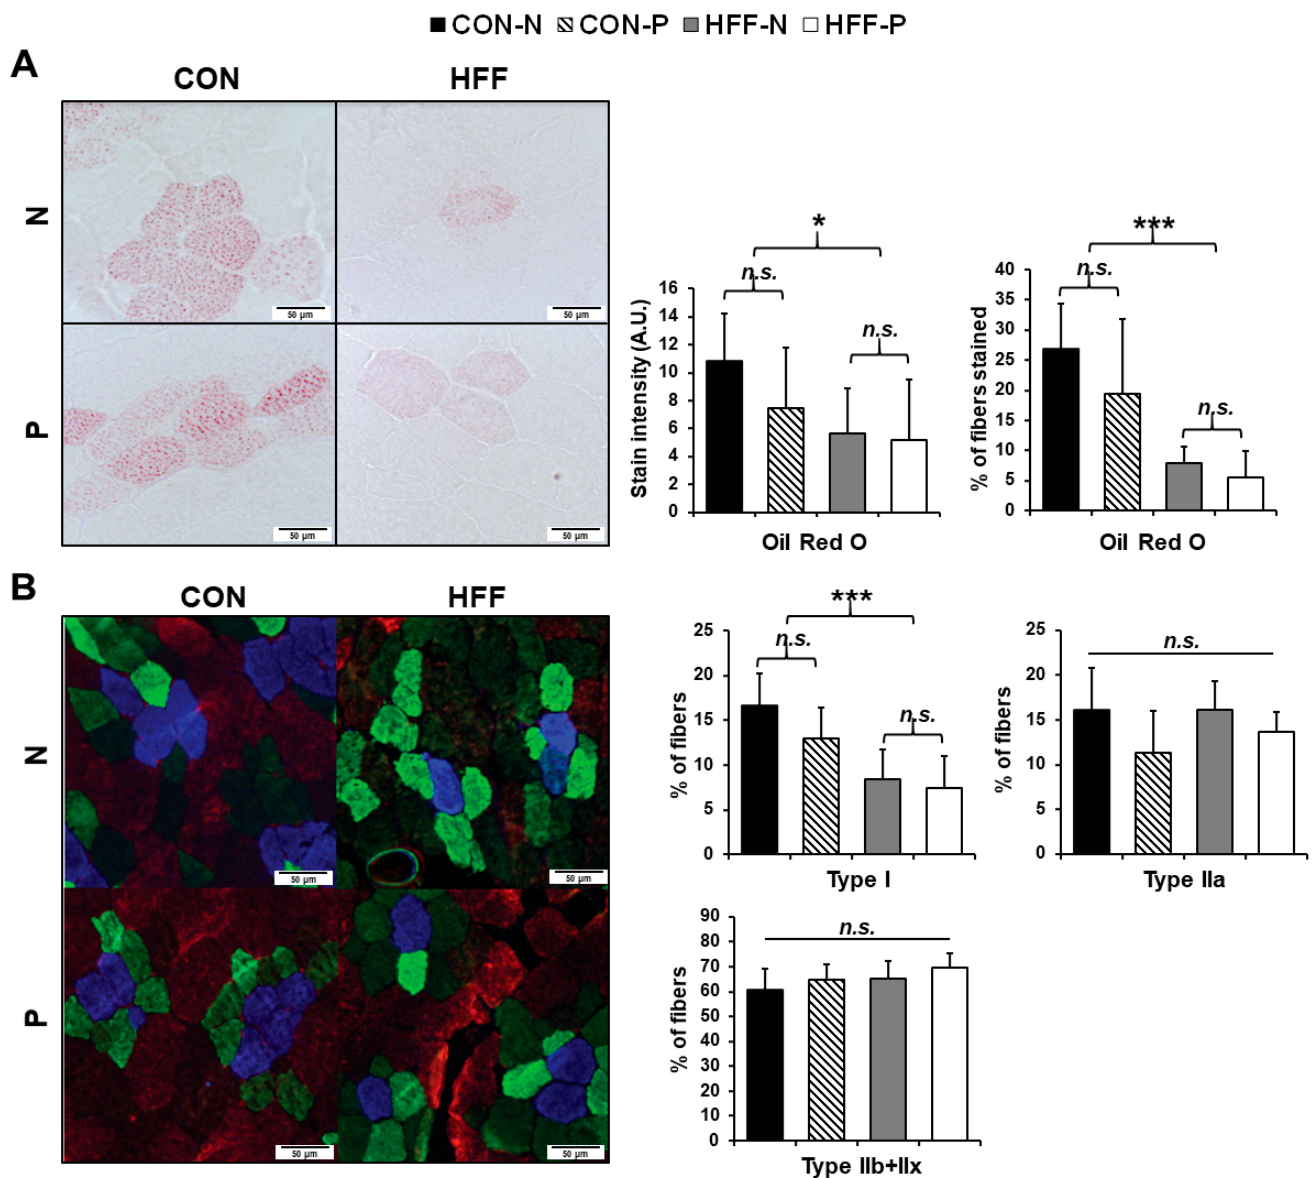 CON-N CON-P HFF-N HFF-P
A
CON HFF
N
50 µm 50 µm
P
50 µm 50 µm
*
n.s.
n.s.
Stain intensity (A.U.)
16
14
12
10
8
6
4
2
0
Oil Red O
***
n.s.
n.s.
% of fibers stained
40
35
30
25
20
15
10
5
0
Oil Red O
B
CON HFF
N
50 µm 50 µm
P
50 µm 50 µm
***
n.s.
n.s.
% of fibers
25
20
15
10
5
0
Type I
n.s.
% of fibers
25
20
15
10
5
0
Type IIa
n.s.
% of fibers
90
80
70
60
50
40
30
20
10
0
Type IIb+IIx